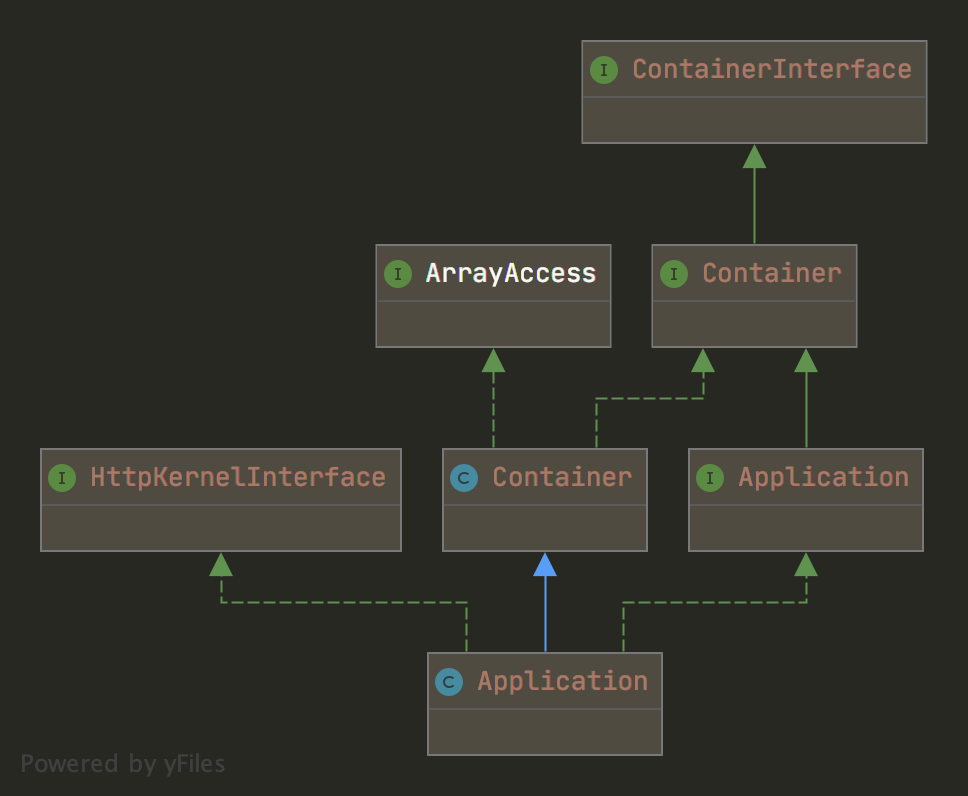 I ContainerInterface
I ArrayAccess
I Container
I HttpKernelInterface
C Container
I Application
C Application
Powered by yFiles